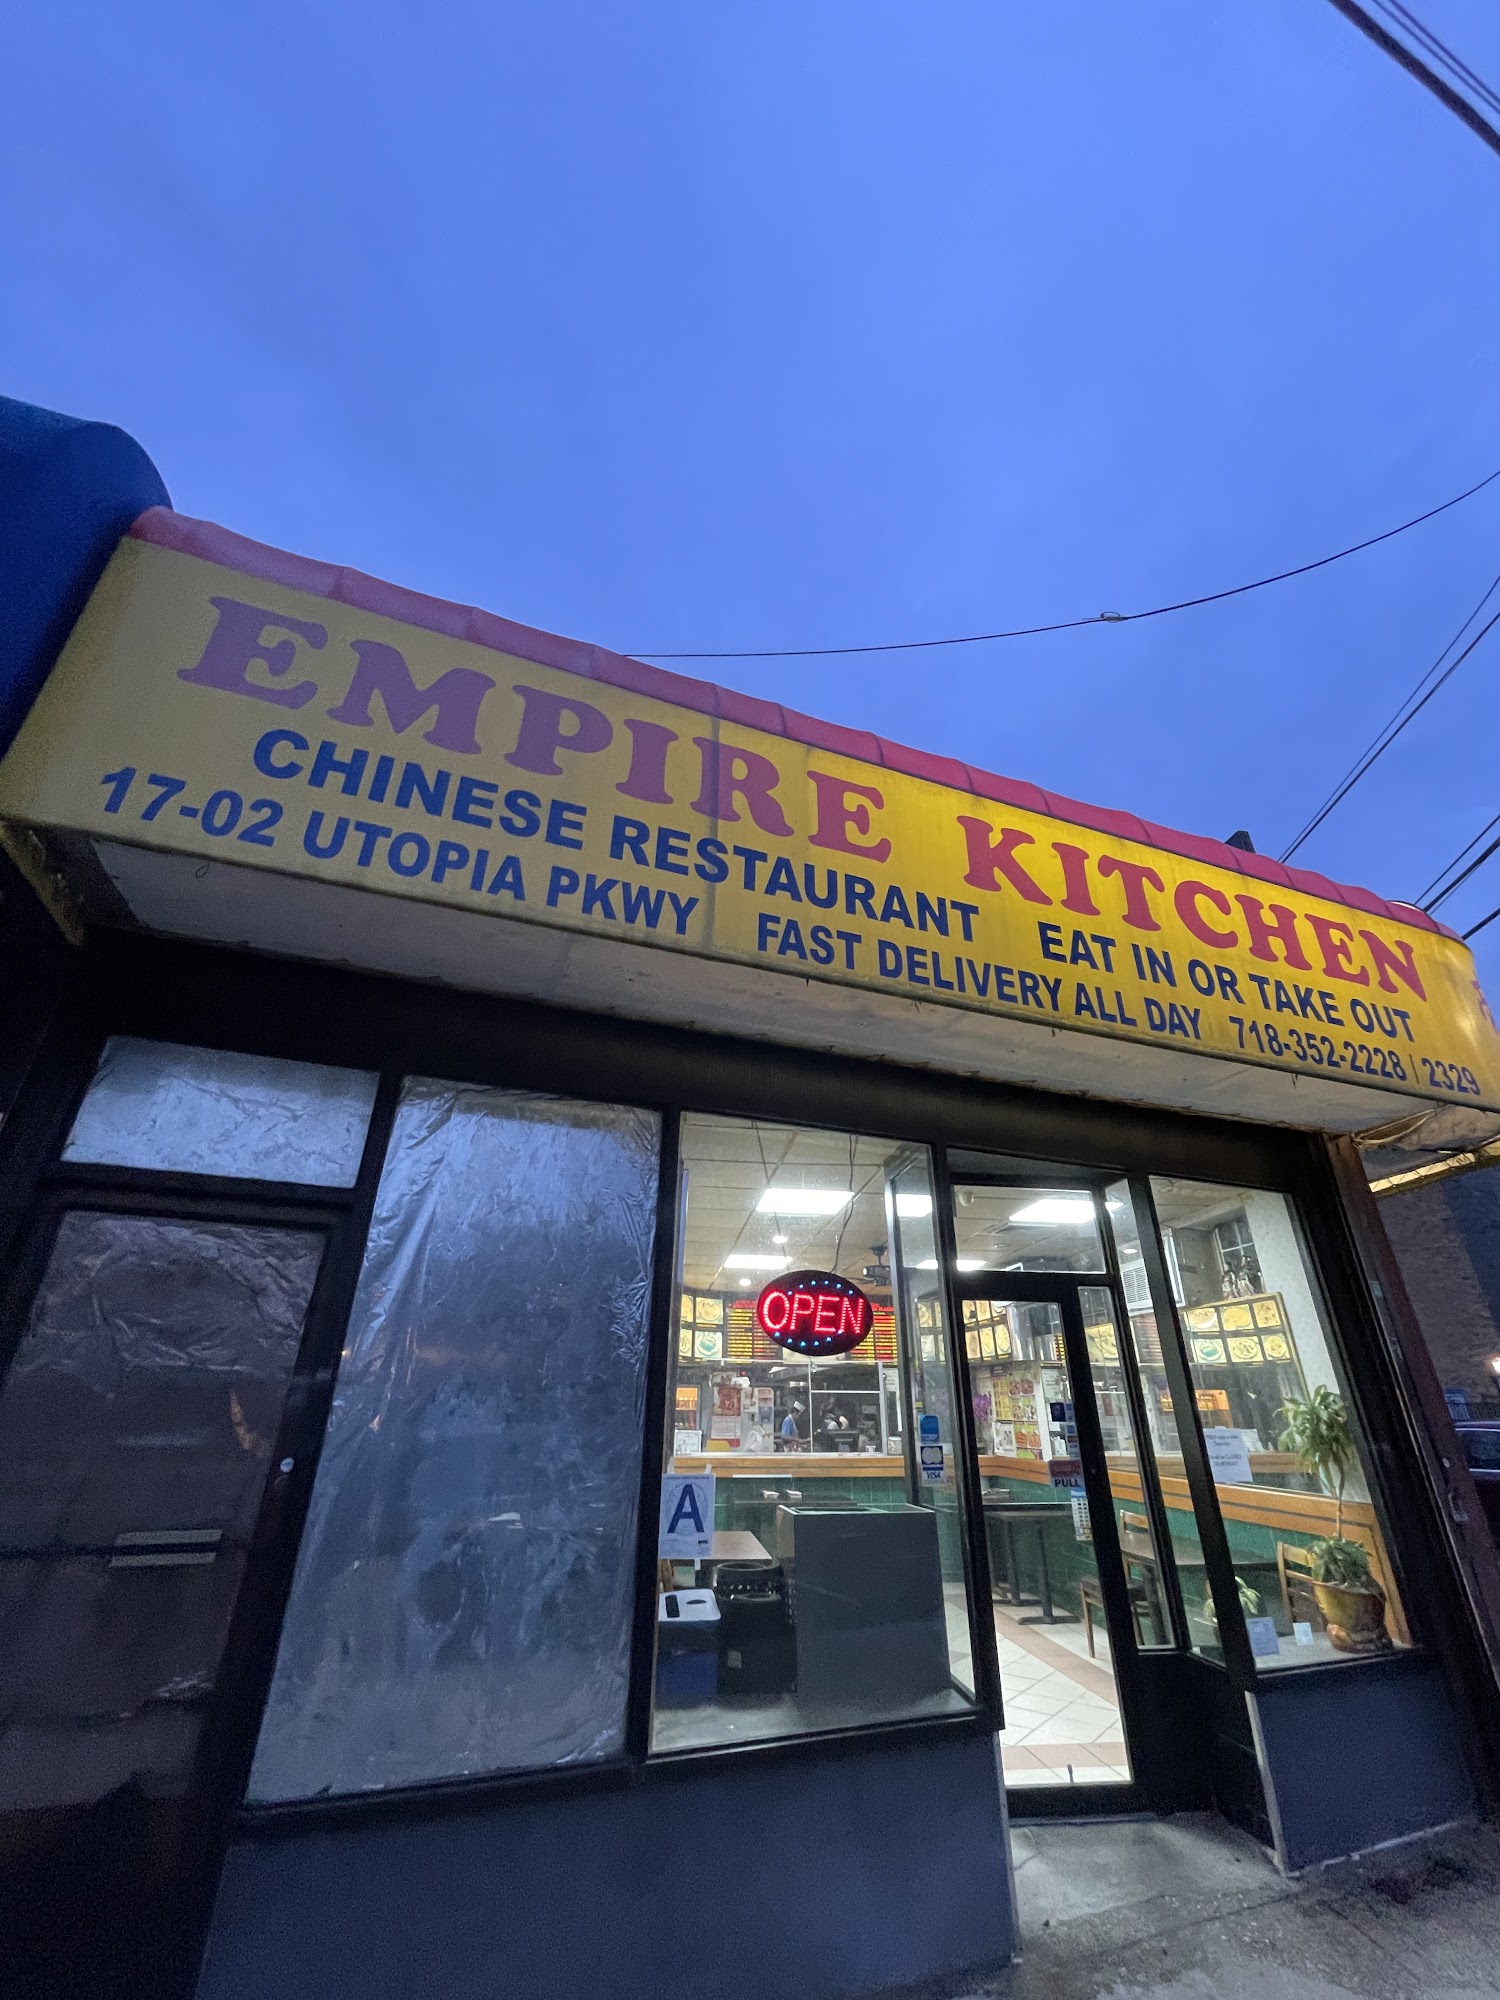 EMPIRE KITCHEN
CHINESE RESTAURANT EAT IN OR TAKE OUT
17-02 UTOPIA PKWY FAST DELIVERY ALL DAY 718-352-2228 | 2329
OPEN
A
VISA
PULL